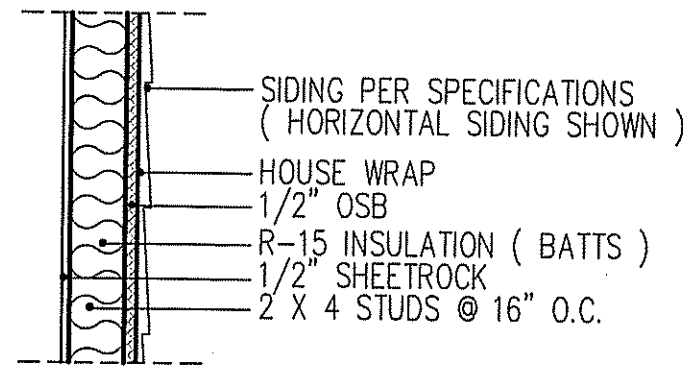 SIDING PER SPECIFICATIONS
( HORIZONTAL SIDING SHOWN )
HOUSE WRAP
1/2" OSB
R-15 INSULATION ( BATTS )
1/2" SHEETROCK
2 X 4 STUDS @ 16" O.C.